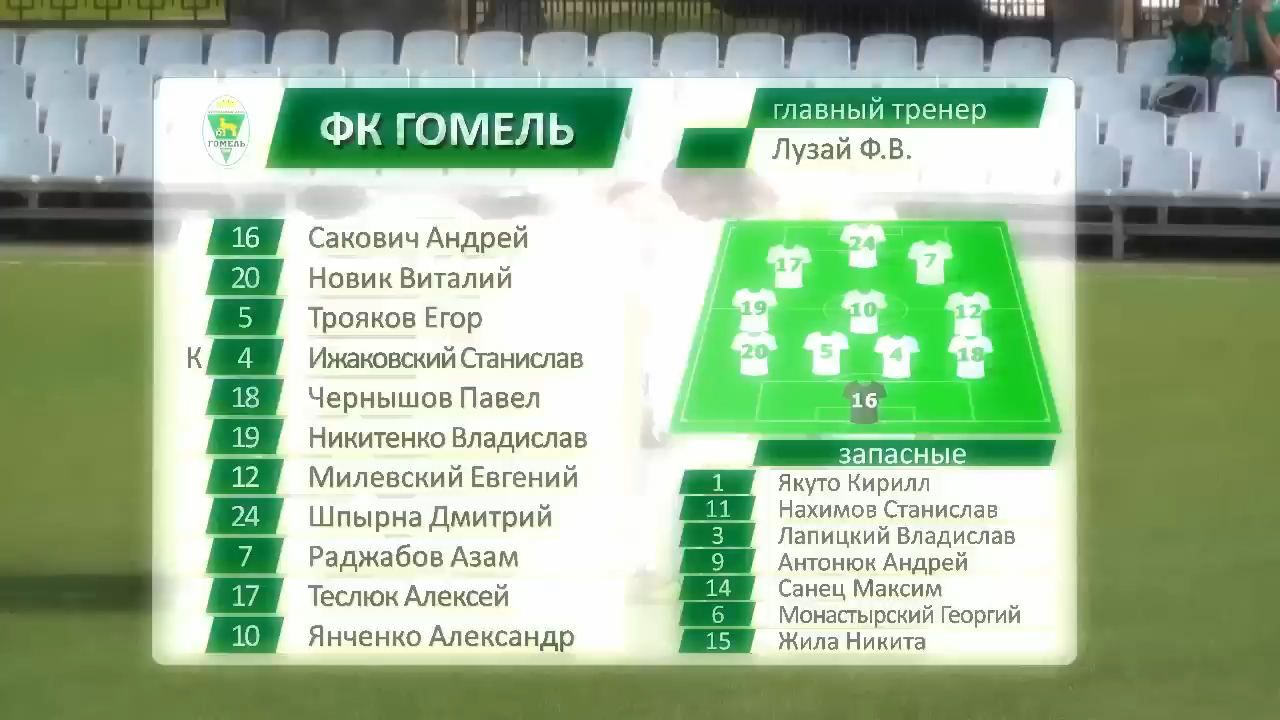 ГОМЕЛЬ
ФК ГОМЕЛЬ
главный тренер
Лузай Ф.В.
16 Сакович Андрей
20 Новик Виталий
5 Трояков Егор
К 4 Ижаковский Станислав
18 Чернышов Павел
19 Никитенко Владислав
12 Милевский Евгений
24 Шпырна Дмитрий
7 Раджабов Азам
17 Теслюк Алексей
10 Янченко Александр
24
17 7
19 10 12
20 5 4 18
16
запасные
1 Якуто Кирилл
11 Нахимов Станислав
3 Лапицкий Владислав
9 Антонюк Андрей
14 Санец Максим
6 Монастырский Георгий
15 Жила Никита